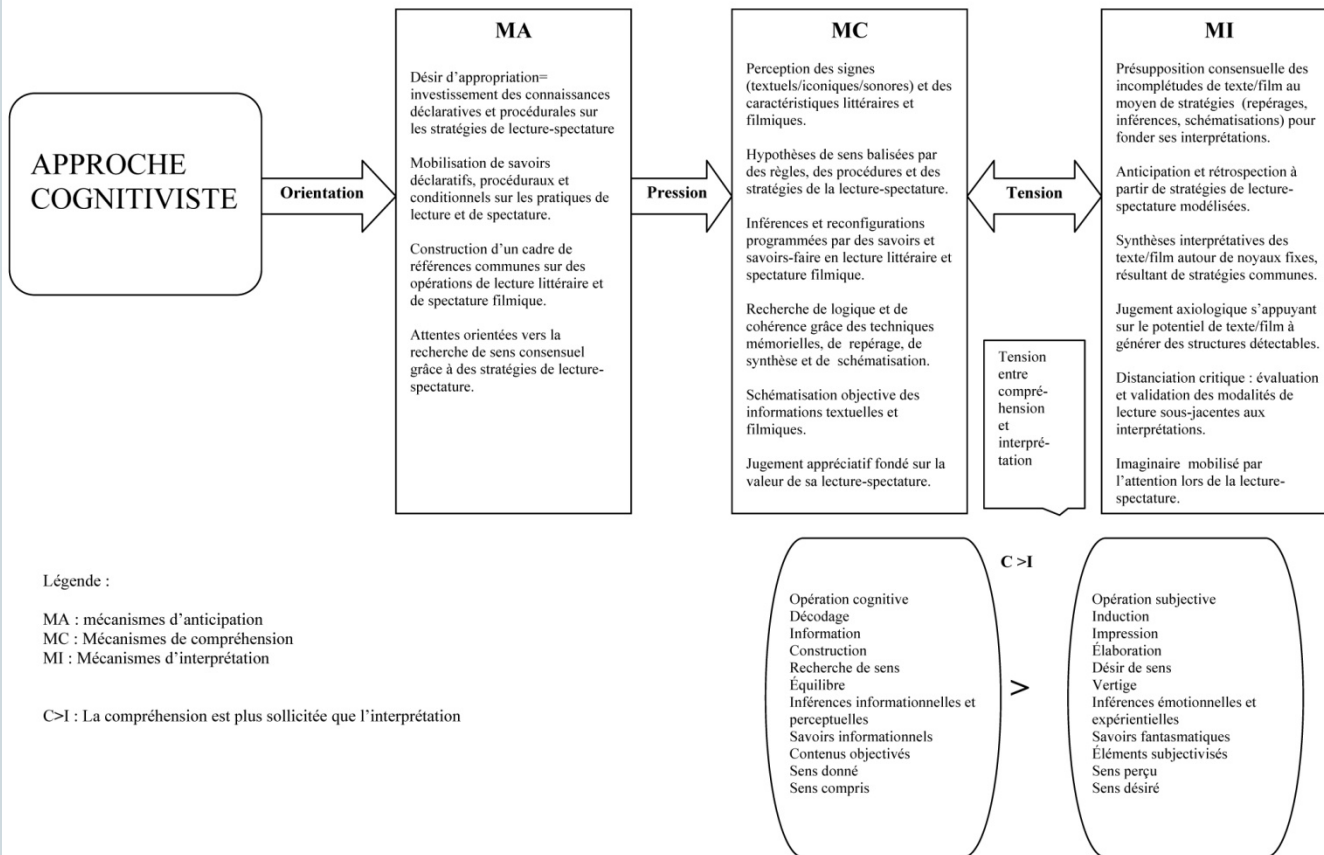 APPROCHE
COGNITIVISTE
Orientation
MA
Désir d’appropriation=
investissement des connaissances
déclaratives et procédurales sur
les stratégies de lecture-spectature
Mobilisation de savoirs
déclaratifs, procéduraux et
conditionnels sur les pratiques de
lecture et de spectature.
Construction d’un cadre de
références communes sur des
opérations de lecture littéraire et
de spectature filmique.
Attentes orientées vers la
recherche de sens consensuel
grâce à des stratégies de lecture-
spectature.
Pression
MC
Perception des signes
(textuels/iconiques/sonores) et des
caractéristiques littéraires et
filmiques.
Hypothèses de sens balisées par
des règles, des procédures et des
stratégies de la lecture-spectature.
Inférences et reconfigurations
programmées par des savoirs et
savoirs-faire en lecture littéraire et
spectature filmique.
Recherche de logique et de
cohérence grâce des techniques
mémorielles, de repérage, de
synthèse et de schématisation.
Schématisation objective des
informations textuelles et
filmiques.
Jugement appréciatif fondé sur la
valeur de sa lecture-spectature.
Tension
Tension
entre
compré-
hension
et
interpré-
tation
MI
Présupposition consensuelle des
incomplétudes de texte/film au
moyen de stratégies (repérages,
inférences, schématisations) pour
fonder ses interprétations.
Anticipation et rétrospection à
partir de stratégies de lecture-
spectature modélisées.
Synthèses interprétatives des
texte/film autour de noyaux fixes,
résultant de stratégies communes.
Jugement axiologique s’appuyant
sur le potentiel de texte/film à
générer des structures détectables.
Distanciation critique : évaluation
et validation des modalités de
lecture sous-jacentes aux
interprétations.
Imaginaire mobilisé par
l’attention lors de la lecture-
spectature.
Légende :
MA : mécanismes d’anticipation
MC : Mécanismes de compréhension
MI : Mécanismes d’interprétation
C>I : La compréhension est plus sollicitée que l’interprétation
C >I
Opération cognitive
Décodage
Information
Construction
Recherche de sens
Équilibre
Inférences informationnelles et
perceptuelles
Savoirs informationnels
Contenus objectivés
Sens donné
Sens compris
>
Opération subjective
Induction
Impression
Élaboration
Désir de sens
Vertige
Inférences émotionnelles et
expérientielles
Savoirs fantasmatiques
Éléments subjectivisés
Sens perçu
Sens désiré